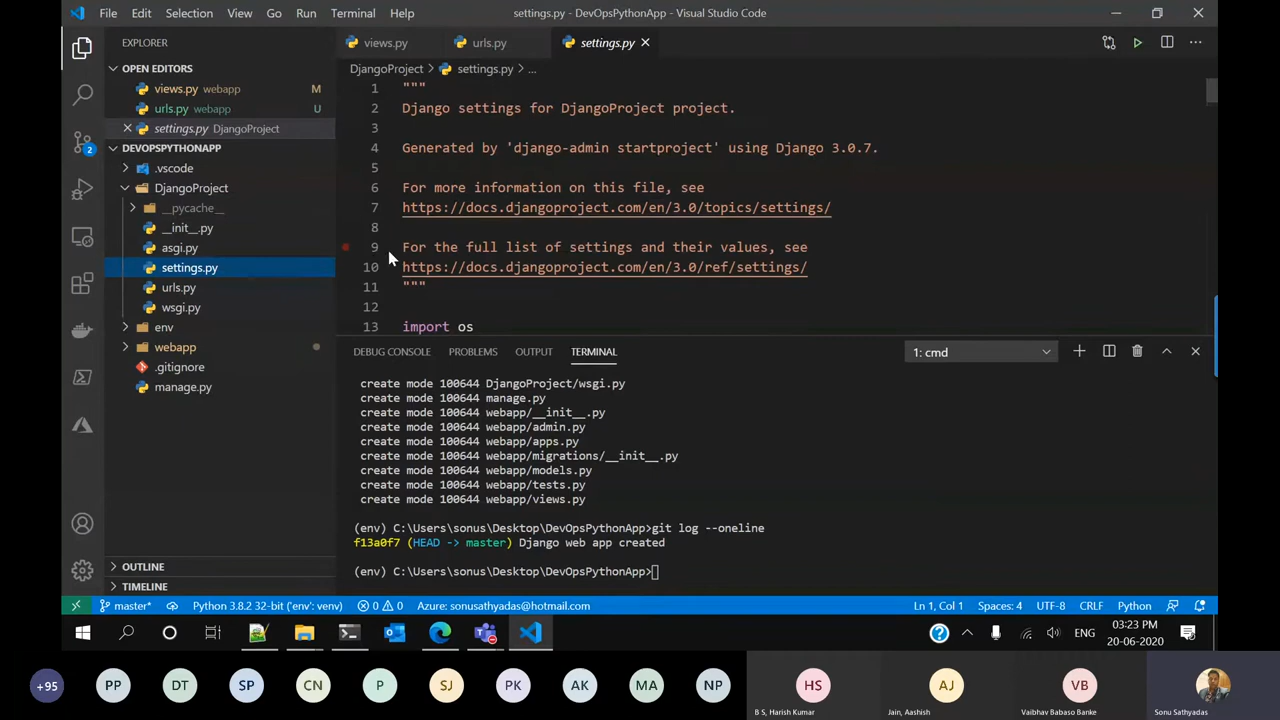 File Edit Selection View Go Run Terminal Help
settings.py - DevOpsPythonApp - Visual Studio Code
EXPLORER
OPEN EDITORS
views.py webapp M
urls.py webapp U
settings.py DjangoProject
DEVOPSPYTHONAPP
.vscode
DjangoProject
__pycache__
__init__.py
asgi.py
settings.py
urls.py
wsgi.py
env
webapp
.gitignore
manage.py
OUTLINE
TIMELINE
2
views.py urls.py settings.py
DjangoProject > settings.py > ...
1 """
2 Django settings for DjangoProject project.
3
4 Generated by 'django-admin startproject' using Django 3.0.7.
5
6 For more information on this file, see
7 https://docs.djangoproject.com/en/3.0/topics/settings/
8
9 For the full list of settings and their values, see
10 https://docs.djangoproject.com/en/3.0/ref/settings/
11 """
12
13 import os
DEBUG CONSOLE PROBLEMS OUTPUT TERMINAL 1: cmd
create mode 100644 DjangoProject/wsgi.py
create mode 100644 manage.py
create mode 100644 webapp/__init__.py
create mode 100644 webapp/admin.py
create mode 100644 webapp/apps.py
create mode 100644 webapp/migrations/__init__.py
create mode 100644 webapp/models.py
create mode 100644 webapp/tests.py
create mode 100644 webapp/views.py
(env) C:\Users\sonus\Desktop\DevOpsPythonApp>git log --oneline
f13a0f7 (HEAD -> master) Django web app created
(env) C:\Users\sonus\Desktop\DevOpsPythonApp>
master* Python 3.8.2 32-bit ('env': venv) 0 0 Azure: sonusathyadas@hotmail.com Ln 1, Col 1 Spaces: 4 UTF-8 CRLF Python
ENG
03:23 PM
20-06-2020
+95 PP DT SP CN P SJ PK AK MA NP HS AJ VB
B S, Harish Kumar Jain, Aashish Vaibhav Babaso Banke Sonu Sathyadas